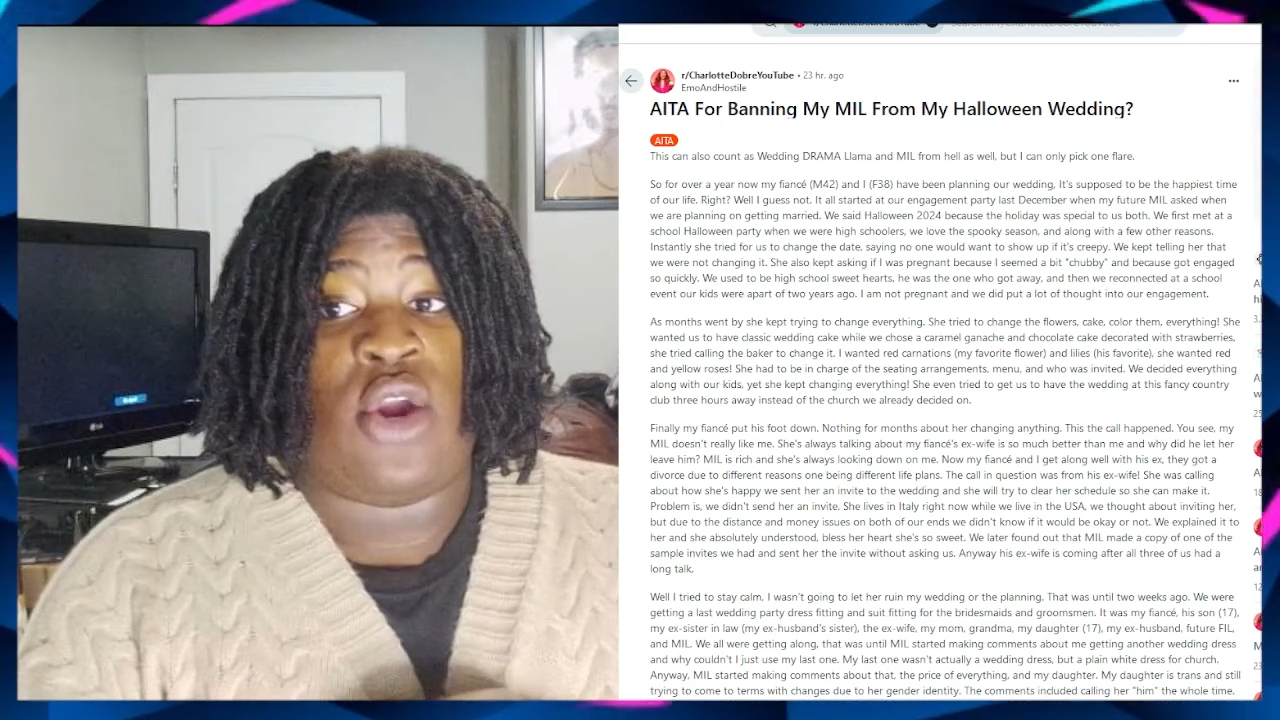 r/CharlotteDobreYouTube • 23 hr. ago
EmoAndHostile
AITA For Banning My MIL From My Halloween Wedding?
AITA
This can also count as Wedding DRAMA Llama and MIL from hell as well, but I can only pick one flare.
So for over a year now my fiancé (M42) and I (F38) have been planning our wedding, It's supposed to be the happiest time
of our life. Right? Well I guess not. It all started at our engagement party last December when my future MIL asked when
we are planning on getting married. We said Halloween 2024 because the holiday was special to us both. We first met at a
school Halloween party when we were high schoolers, we love the spooky season, and along with a few other reasons.
Instantly she tried for us to change the date, saying no one would want to show up if it's creepy. We kept telling her that
we were not changing it. She also kept asking if I was pregnant because I seemed a bit "chubby" and because got engaged
so quickly. We used to be high school sweet hearts, he was the one who got away, and then we reconnected at a school
event our kids were apart of two years ago. I am not pregnant and we did put a lot of thought into our engagement.
As months went by she kept trying to change everything. She tried to change the flowers, cake, color them, everything! She
wanted us to have classic wedding cake while we chose a caramel ganache and chocolate cake decorated with strawberries,
she tried calling the baker to change it. I wanted red carnations (my favorite flower) and lilies (his favorite), she wanted red
and yellow roses! She had to be in charge of the seating arrangements, menu, and who was invited. We decided everything
along with our kids, yet she kept changing everything! She even tried to get us to have the wedding at this fancy country
club three hours away instead of the church we already decided on.
Finally my fiancé put his foot down. Nothing for months about her changing anything. This the call happened. You see, my
MIL doesn't really like me. She's always talking about my fiancé's ex-wife is so much better than me and why did he let her
leave him? MIL is rich and she's always looking down on me. Now my fiancé and I get along well with his ex, they got a
divorce due to different reasons one being different life plans. The call in question was from his ex-wife! She was calling
about how she's happy we sent her an invite to the wedding and she will try to clear her schedule so she can make it.
Problem is, we didn't send her an invite. She lives in Italy right now while we live in the USA, we thought about inviting her,
but due to the distance and money issues on both of our ends we didn't know if it would be okay or not. We explained it to
her and she absolutely understood, bless her heart she's so sweet. We later found out that MIL made a copy of one of the
sample invites we had and sent her the invite without asking us. Anyway his ex-wife is coming after all three of us had a
long talk.
Well I tried to stay calm, I wasn't going to let her ruin my wedding or the planning. That was until two weeks ago. We were
getting a last wedding party dress fitting and suit fitting for the bridesmaids and groomsmen. It was my fiancé, his son (17),
my ex-sister in law (my ex-husband's sister), the ex-wife, my mom, grandma, my daughter (17), my ex-husband, future FIL,
and MIL. We all were getting along, that was until MIL started making comments about me getting another wedding dress
and why couldn't I just use my last one. My last one wasn't actually a wedding dress, but a plain white dress for church.
Anyway, MIL started making comments about that, the price of everything, and my daughter. My daughter is trans and still
trying to come to terms with changes due to her gender identity. The comments included calling her "him" the whole time.
LG